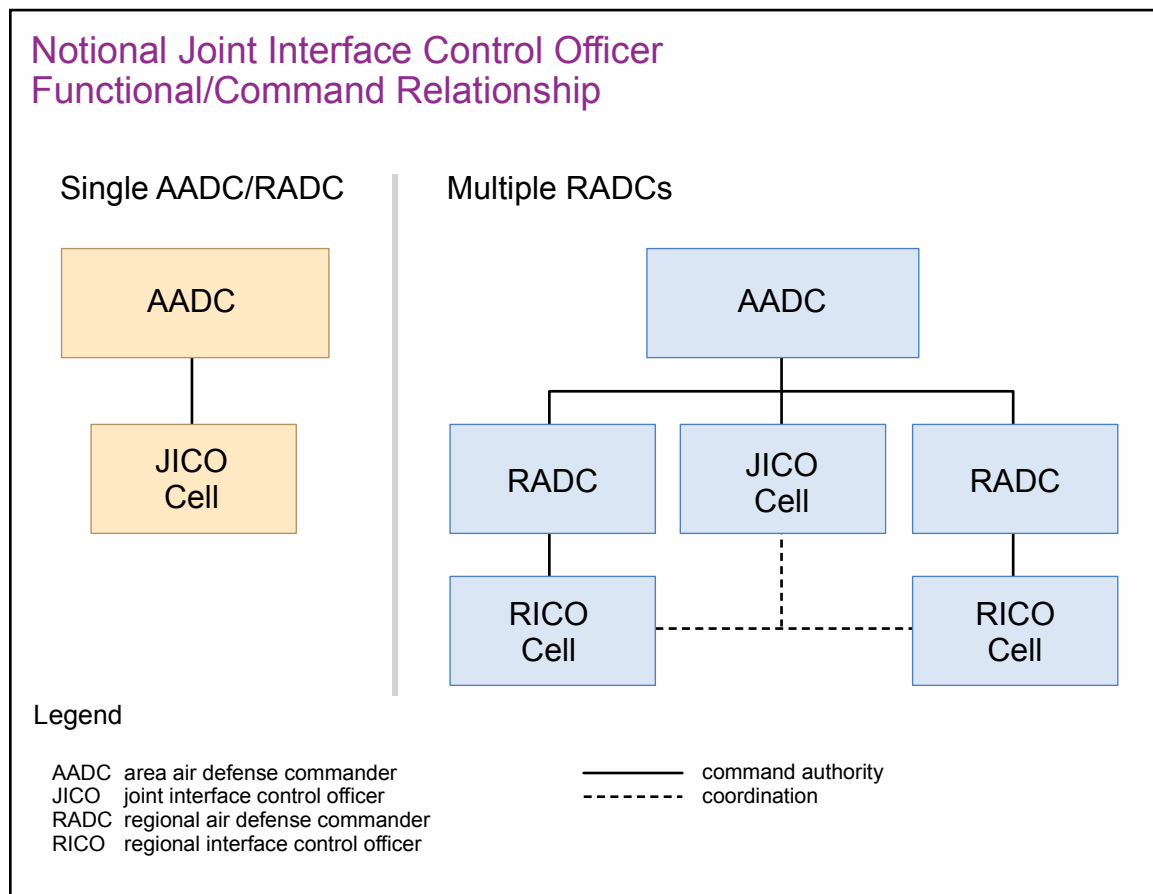 Notional Joint Interface Control Officer
Functional/Command Relationship
Single AADC/RADC
AADC
JICO
Cell
Multiple RADCs
AADC
RADC
JICO
Cell
RADC
RICO
Cell
RICO
Cell
Legend
AADC area air defense commander
JICO joint interface control officer
RADC regional air defense commander
RICO regional interface control officer
command authority
coordination